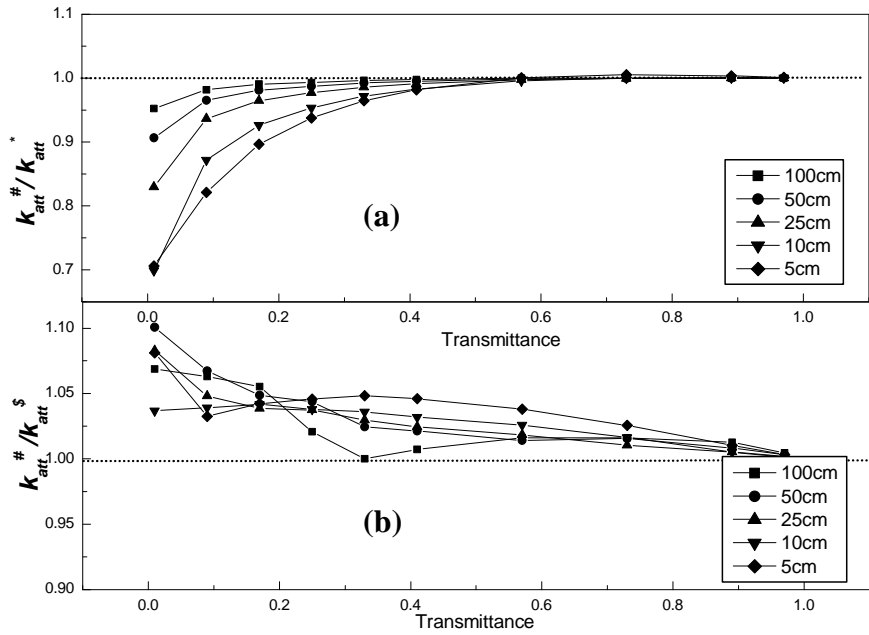 1.1
1.0
0.9
0.8
0.7
k_att^#/ k_att^*
(a)
100cm
50cm
25cm
10cm
5cm
0.0 0.2 0.4 0.6 0.8 1.0
Transmittance
1.10
1.05
1.00
0.95
0.90
k_att^#/k_att^$
(b)
100cm
50cm
25cm
10cm
5cm
0.0 0.2 0.4 0.6 0.8 1.0
Transmittance